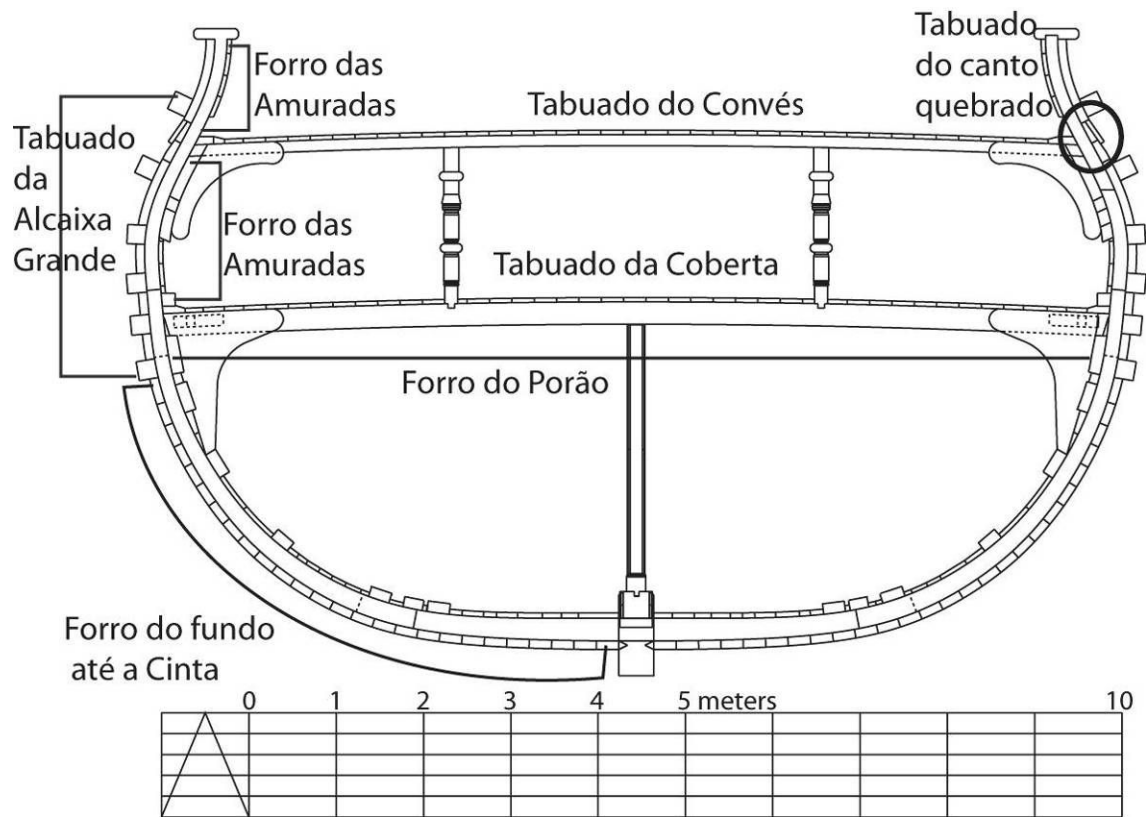 Forro das
Amuradas
Tabuado do Convés
Tabuado
do canto
quebrado
Tabuado
da
Alcaixa
Grande
Forro das
Amuradas
Tabuado da Coberta
Forro do Porão
Forro do fundo
até a Cinta
0 1 2 3 4 5 meters 10